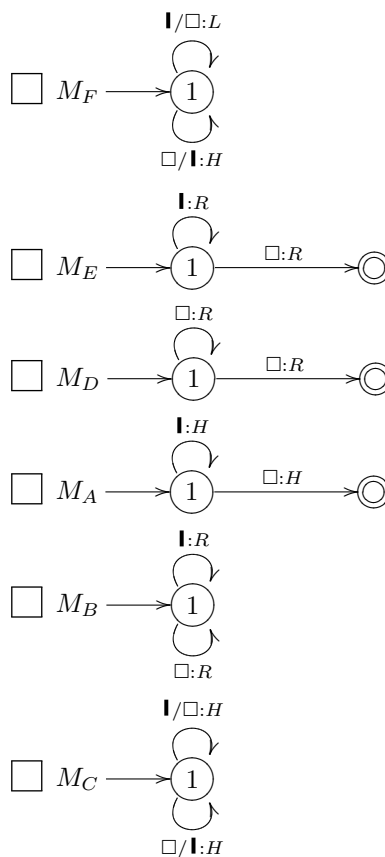 ❙/□:L
□ M_F 1
□/❙:H
❙:R
□ M_E 1 □:R
□:R
□ M_D 1 □:R
❙:H
□ M_A 1 □:H
❙:R
□ M_B 1
□:R
❙/□:H
□ M_C 1
□/❙:H